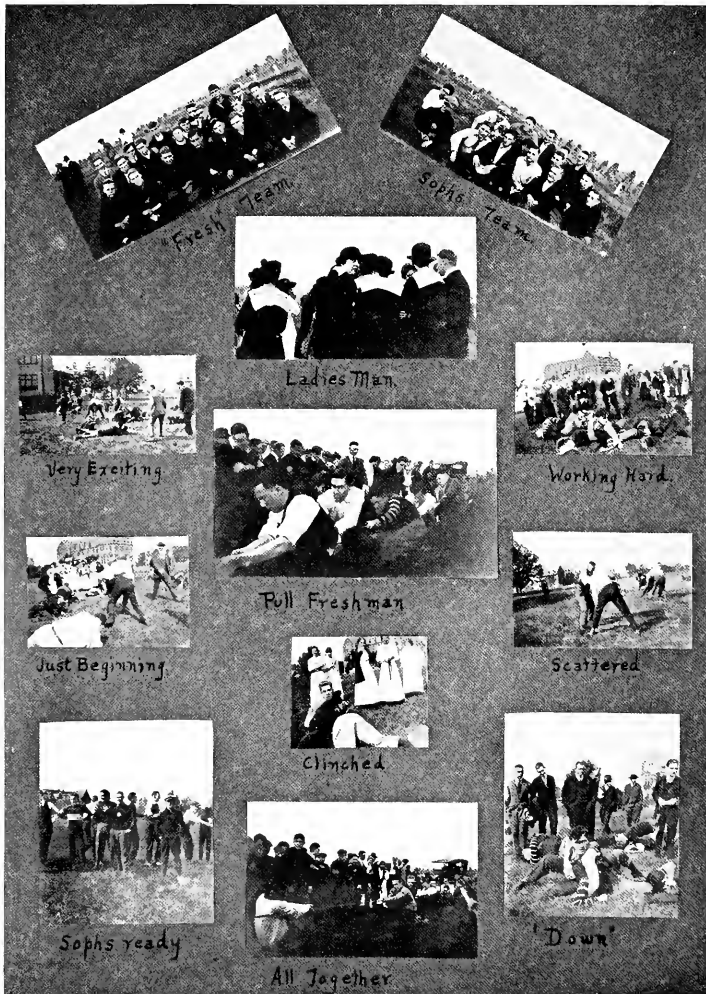 "Fresh" Team.
Sophs Team.
Ladies Man.
Very Exciting
Working Hard.
Pull Freshman
Just Beginning
Scattered
Clinched
Sophs ready
"Down"
All Together